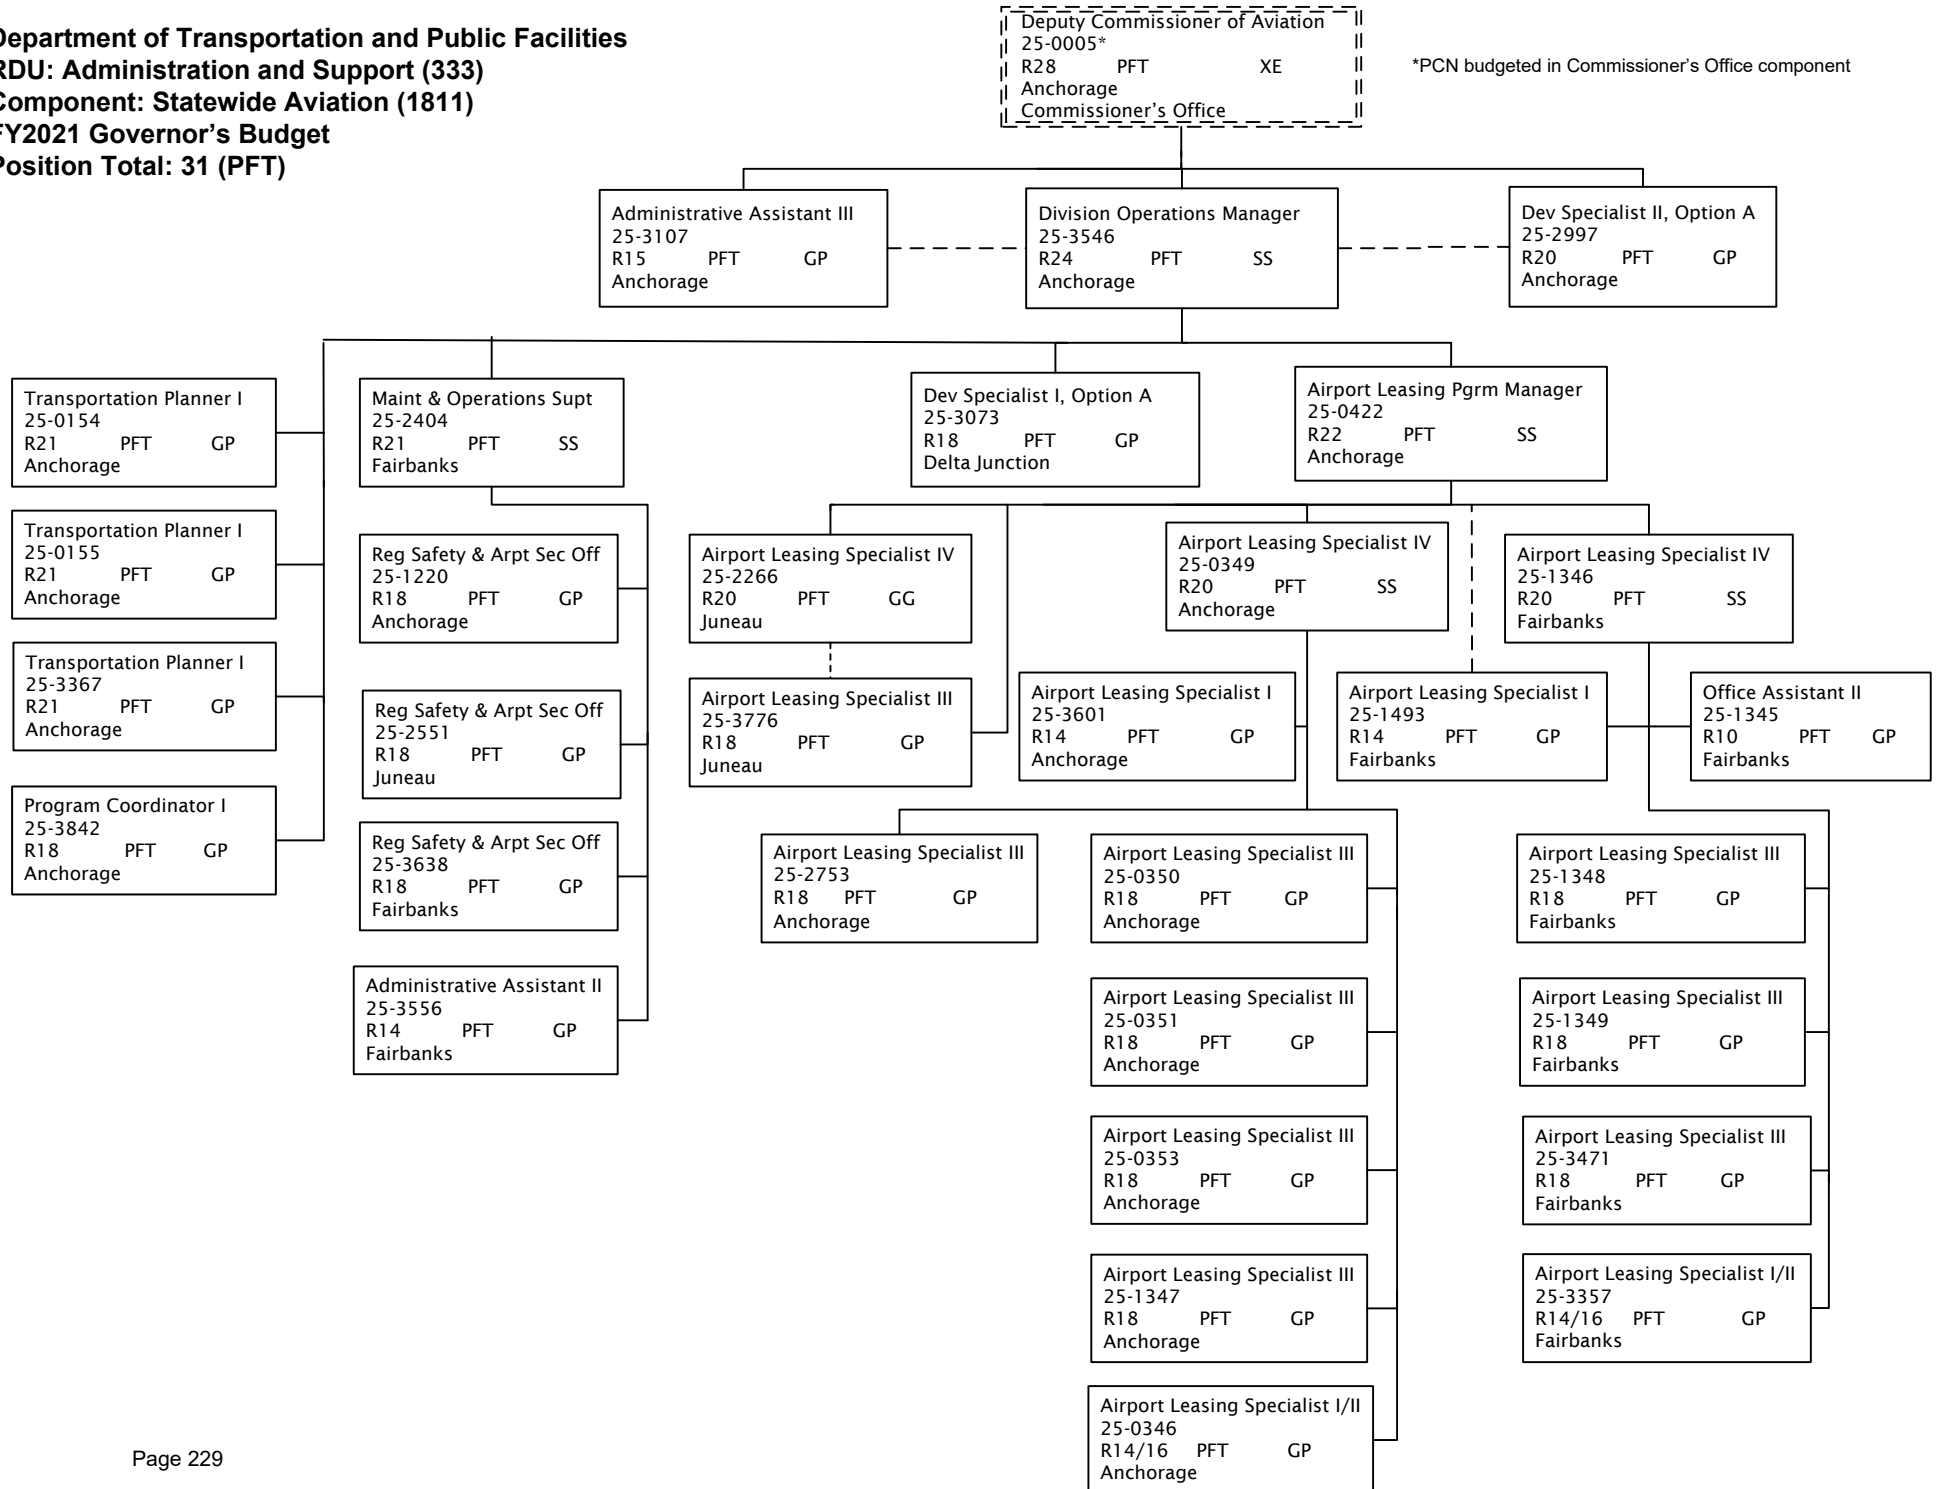 Department of Transportation and Public Facilities
RDU: Administration and Support (333)
Component: Statewide Aviation (1811)
FY2021 Governor's Budget
Position Total: 31 (PFT)
Deputy Commissioner of Aviation
25-0005*
R28 PFT XE
Anchorage
Commissioner's Office
*PCN budgeted in Commissioner's Office component
Administrative Assistant III
25-3107
R15 PFT GP
Anchorage
Division Operations Manager
25-3546
R24 PFT SS
Anchorage
Dev Specialist II, Option A
25-2997
R20 PFT GP
Anchorage
Transportation Planner I
25-0154
R21 PFT GP
Anchorage
Maint & Operations Supt
25-2404
R21 PFT SS
Fairbanks
Dev Specialist I, Option A
25-3073
R18 PFT GP
Delta Junction
Airport Leasing Pgrm Manager
25-0422
R22 PFT SS
Anchorage
Transportation Planner I
25-0155
R21 PFT GP
Anchorage
Reg Safety & Arpt Sec Off
25-1220
R18 PFT GP
Anchorage
Airport Leasing Specialist IV
25-2266
R20 PFT GG
Juneau
Airport Leasing Specialist IV
25-0349
R20 PFT SS
Anchorage
Airport Leasing Specialist IV
25-1346
R20 PFT SS
Fairbanks
Transportation Planner I
25-3367
R21 PFT GP
Anchorage
Reg Safety & Arpt Sec Off
25-2551
R18 PFT GP
Juneau
Airport Leasing Specialist III
25-3776
R18 PFT GP
Juneau
Airport Leasing Specialist I
25-3601
R14 PFT GP
Anchorage
Airport Leasing Specialist I
25-1493
R14 PFT GP
Fairbanks
Office Assistant II
25-1345
R10 PFT GP
Fairbanks
Program Coordinator I
25-3842
R18 PFT GP
Anchorage
Reg Safety & Arpt Sec Off
25-3638
R18 PFT GP
Fairbanks
Airport Leasing Specialist III
25-2753
R18 PFT GP
Anchorage
Airport Leasing Specialist III
25-0350
R18 PFT GP
Anchorage
Airport Leasing Specialist III
25-1348
R18 PFT GP
Fairbanks
Administrative Assistant II
25-3556
R14 PFT GP
Fairbanks
Airport Leasing Specialist III
25-0351
R18 PFT GP
Anchorage
Airport Leasing Specialist III
25-1349
R18 PFT GP
Fairbanks
Airport Leasing Specialist III
25-0353
R18 PFT GP
Anchorage
Airport Leasing Specialist III
25-3471
R18 PFT GP
Fairbanks
Airport Leasing Specialist III
25-1347
R18 PFT GP
Anchorage
Airport Leasing Specialist I/II
25-3357
R14/16 PFT GP
Fairbanks
Airport Leasing Specialist I/II
25-0346
R14/16 PFT GP
Anchorage
Page 229